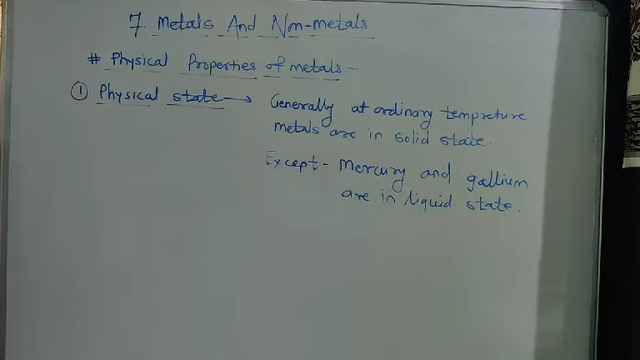 7. Metals And Non-metals
# Physical Properties of metals -
① Physical state → Generally at ordinary tempreture
metals are in solid state.
Except - Mercury and gallium
are in liquid state.